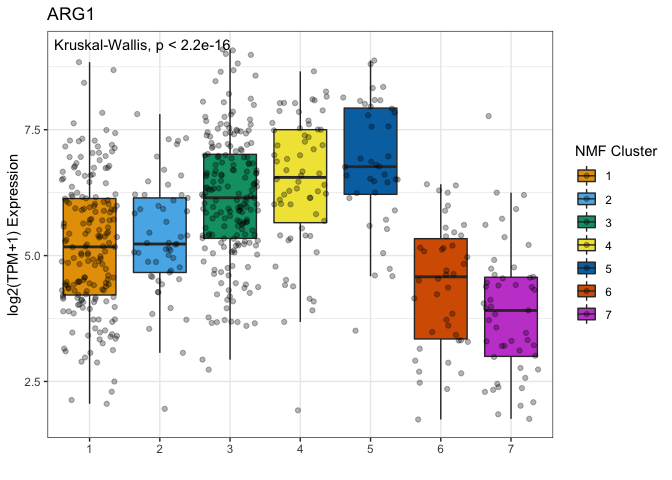 ARG1
Kruskal-Wallis, p < 2.2e-16
log2(TPM+1) Expression
7.5
5.0
2.5
1 2 3 4 5 6 7
NMF Cluster
1
2
3
4
5
6
7